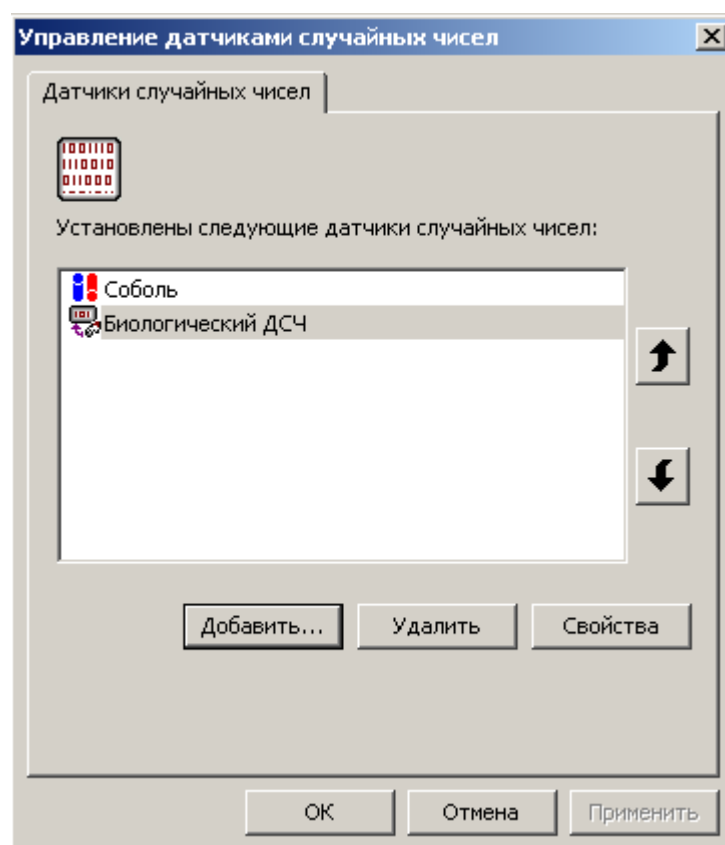 Управление датчиками случайных чисел
Датчики случайных чисел
Установлены следующие датчики случайных чисел:
Соболь
Биологический ДСЧ
Добавить...
Удалить
Свойства
ОК
Отмена
Применить